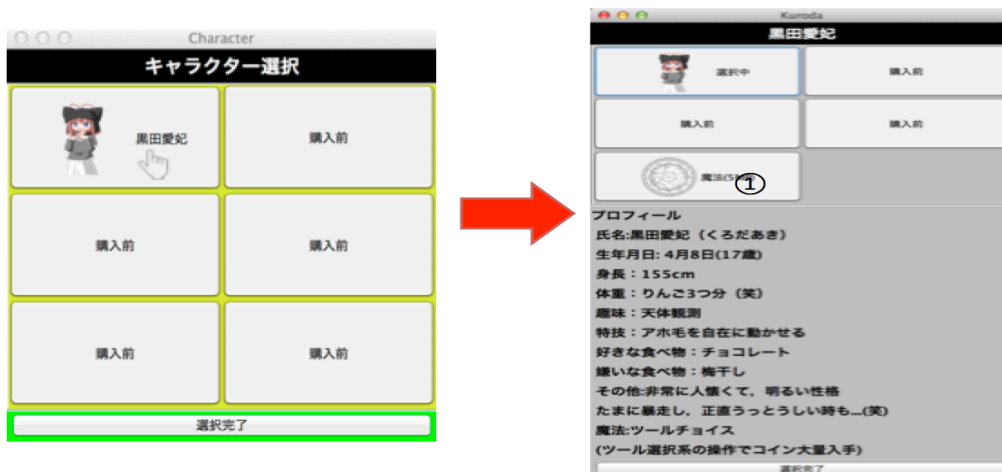 Character
キャラクター選択
黒田愛妃
購入前
購入前
購入前
購入前
購入前
選択完了
Kuroda
黒田愛妃
選択中
購入前
購入前
購入前
魔法(5
①
プロフィール
氏名:黒田愛妃（くろだあき）
生年月日: 4月8日(17歳)
身長：155cm
体重：りんご3つ分（笑）
趣味：天体観測
特技：アホ毛を自在に動かせる
好きな食べ物：チョコレート
嫌いな食べ物：梅干し
その他:非常に人懐くて，明るい性格
たまに暴走し，正直うっとうしい時も...(笑)
魔法:ツールチョイス
(ツール選択系の操作でコイン大量入手)
選択完了